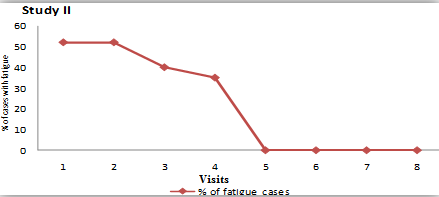 Study II
60
50
40
30
20
10
0
% of cases with fatigue
1 2 3 4 5 6 7 8
Visits
% of fatigue cases